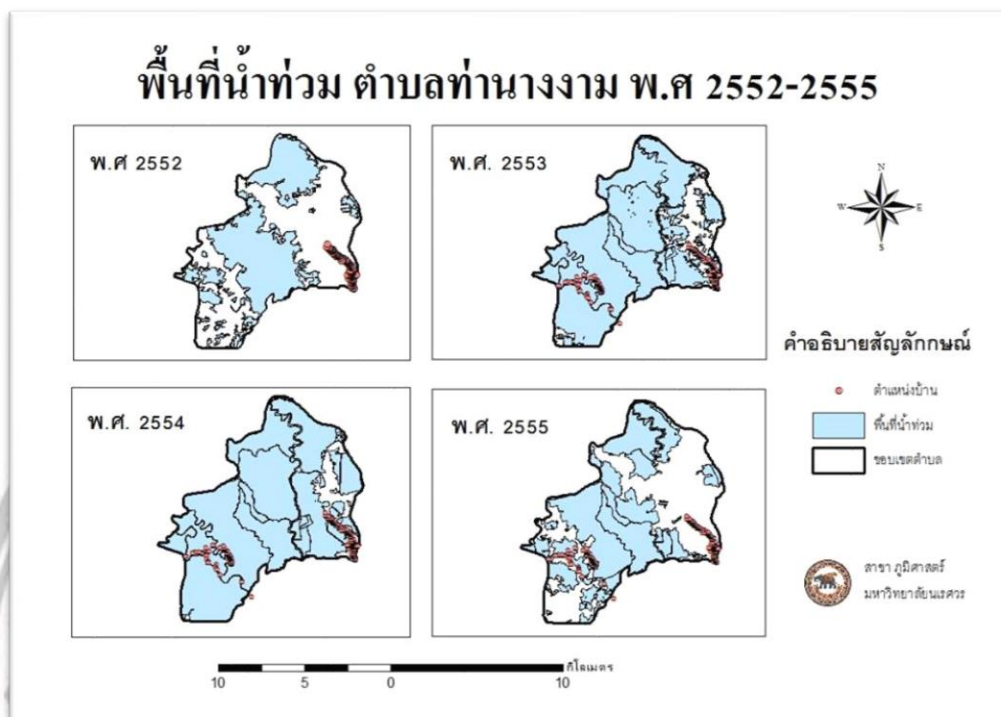 พื้นที่น้ำท่วม ตำบลท่านางงาม พ.ศ 2552-2555
พ.ศ 2552
พ.ศ 2553
N
W
E
S
คำอธิบายสัญลักกษณ์
ตำแหน่งบ้าน
พื้นที่น้ำท่วม
ขอบเขตตำบล
พ.ศ. 2554
พ.ศ. 2555
สาขา ภูมิศาสตร์
มหาวิทยาลัยนเรศวร
กิโลเมตร
10 5 0 10